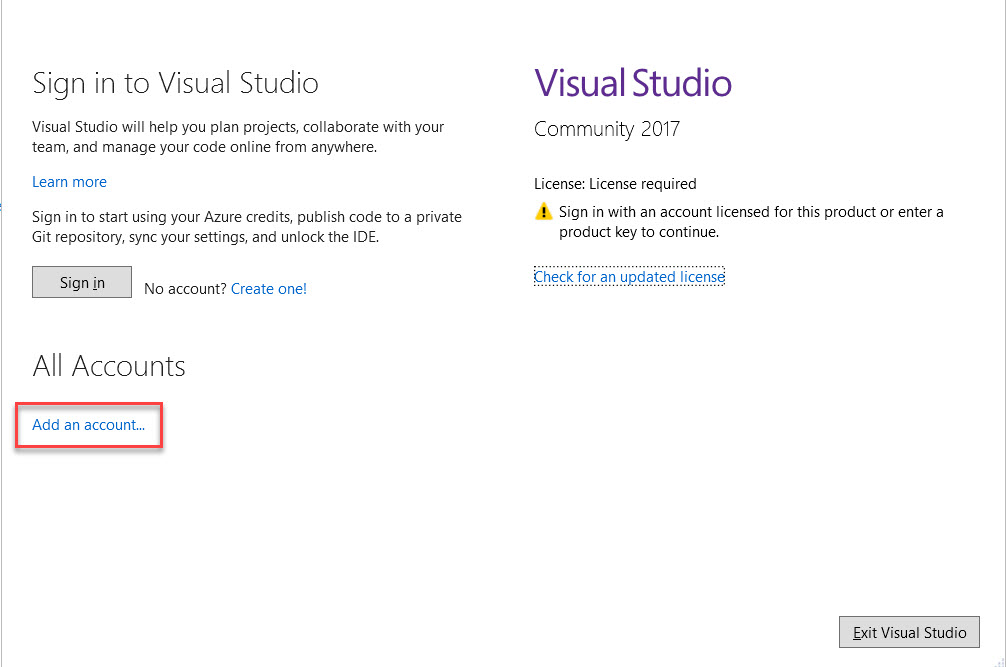 Sign in to Visual Studio
Visual Studio will help you plan projects, collaborate with your
team, and manage your code online from anywhere.
Learn more
Sign in to start using your Azure credits, publish code to a private
Git repository, sync your settings, and unlock the IDE.
Sign in
No account? Create one!
All Accounts
Add an account...
Visual Studio
Community 2017
License: License required
Sign in with an account licensed for this product or enter a
product key to continue.
Check for an updated license
Exit Visual Studio